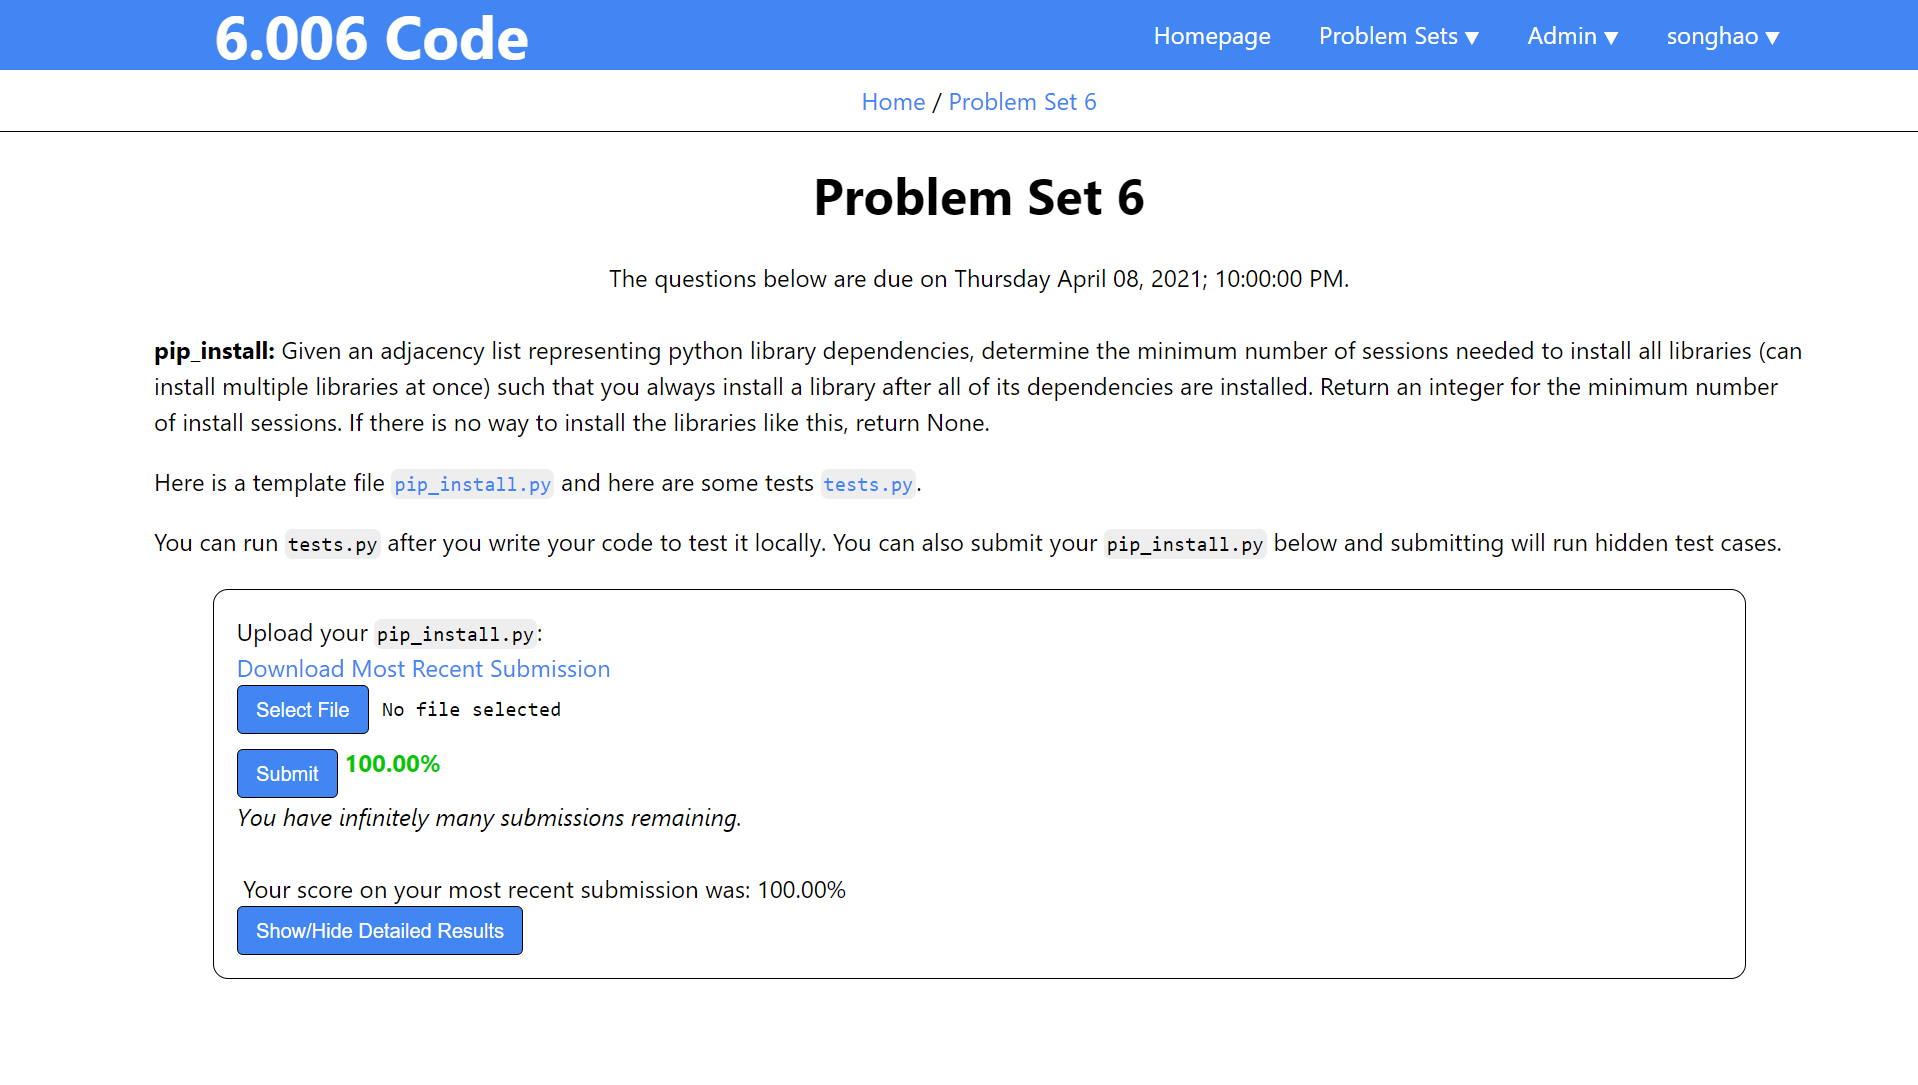 6.006 Code
Homepage
Problem Sets ▼
Admin ▼
songhao ▼
Home / Problem Set 6
Problem Set 6
The questions below are due on Thursday April 08, 2021; 10:00:00 PM.
pip_install: Given an adjacency list representing python library dependencies, determine the minimum number of sessions needed to install all libraries (can
install multiple libraries at once) such that you always install a library after all of its dependencies are installed. Return an integer for the minimum number
of install sessions. If there is no way to install the libraries like this, return None.
Here is a template file pip_install.py and here are some tests tests.py.
You can run tests.py after you write your code to test it locally. You can also submit your pip_install.py below and submitting will run hidden test cases.
Upload your pip_install.py:
Download Most Recent Submission
Select File No file selected
Submit 100.00%
You have infinitely many submissions remaining.
Your score on your most recent submission was: 100.00%
Show/Hide Detailed Results